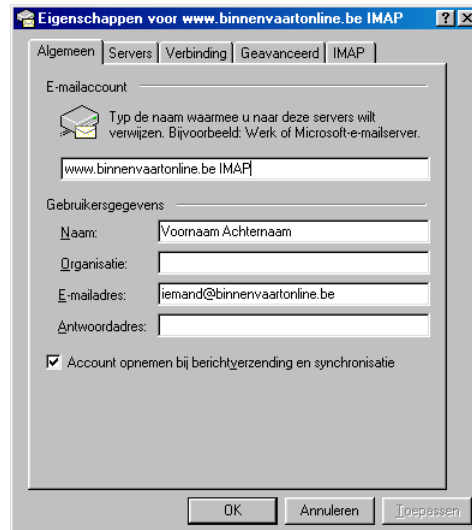 Eigenschappen voor www.binnenvaartonline.be IMAP
Algemeen Servers Verbinding Geavanceerd IMAP
E-mailaccount
Typ de naam waarmee u naar deze servers wilt
verwijzen. Bijvoorbeeld: Werk of Microsoft-e-mailserver.
www.binnenvaartonline.be IMAP
Gebruikersgegevens
Naam: Voornaam Achternaam
Organisatie:
E-mailadres: iemand@binnenvaartonline.be
Antwoordadres:
Account opnemen bij berichtverzending en synchronisatie
OK Annuleren Toepassen